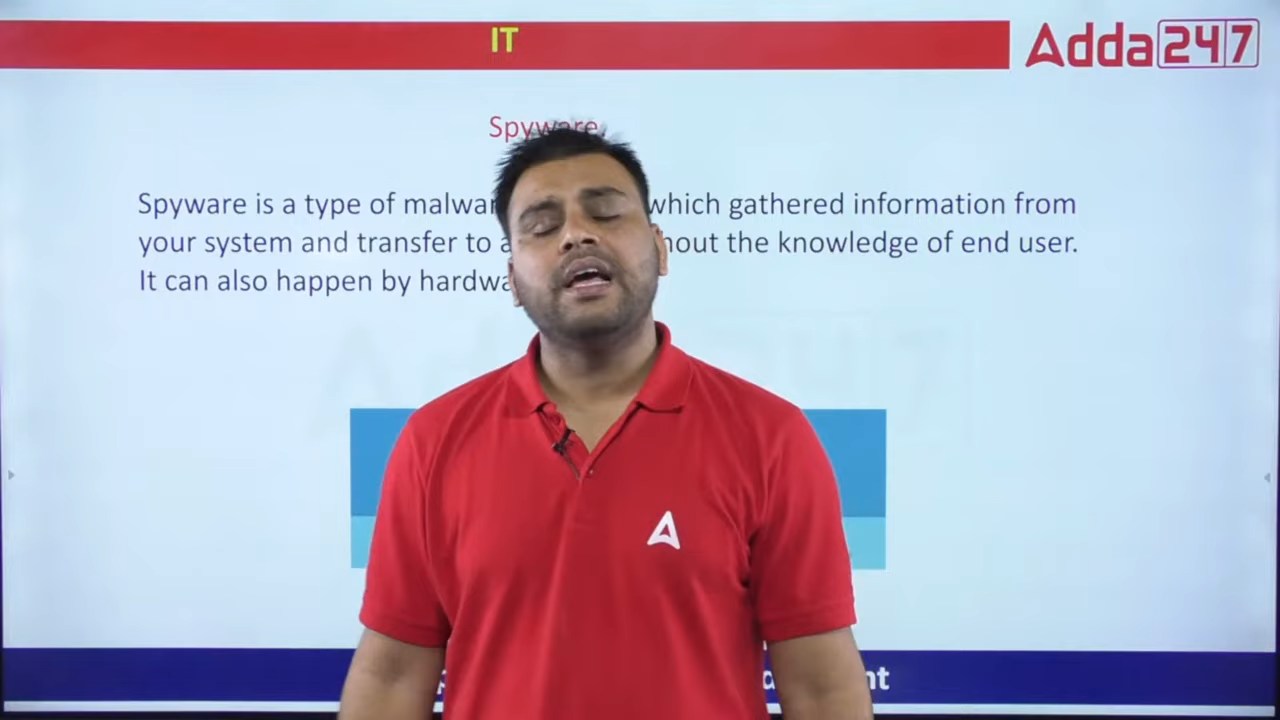 IT
Adda247
Spyware
Spyware is a type of malwar which gathered information from
your system and transfer to a hout the knowledge of end user.
It can also happen by hardwa
Adda247
nt